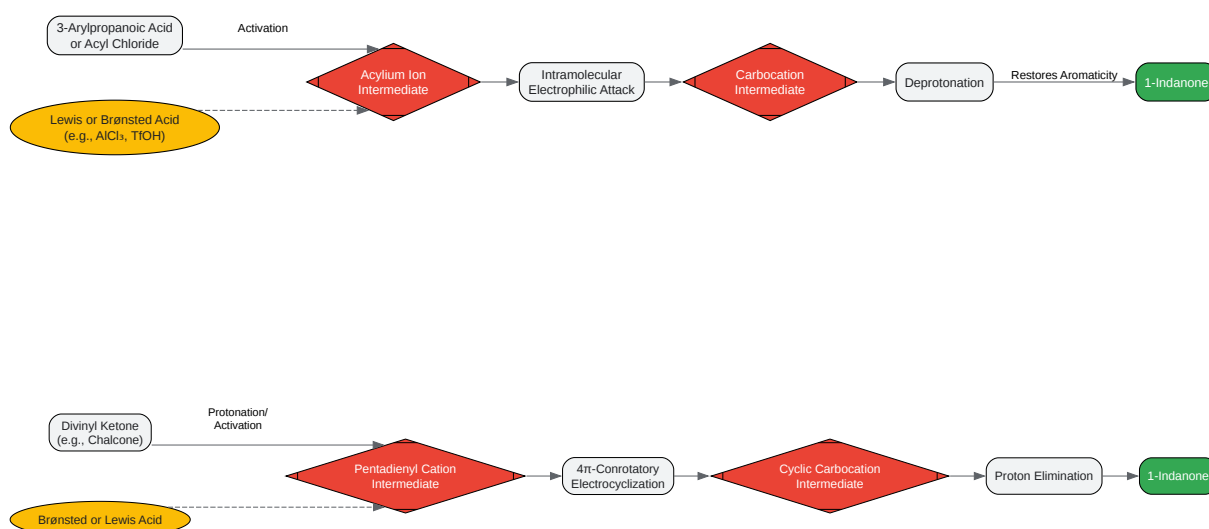 3-Arylpropanoic Acid
or Acyl Chloride
Activation
Lewis or Brønsted Acid
(e.g., AlCl₃, TfOH)
Acylium Ion
Intermediate
Intramolecular
Electrophilic Attack
Carbocation
Intermediate
Deprotonation
Restores Aromaticity
1-Indanone
Divinyl Ketone
(e.g., Chalcone)
Protonation/
Activation
Brønsted or Lewis Acid
Pentadienyl Cation
Intermediate
4π-Conrotatory
Electrocyclization
Cyclic Carbocation
Intermediate
Proton Elimination
1-Indanone